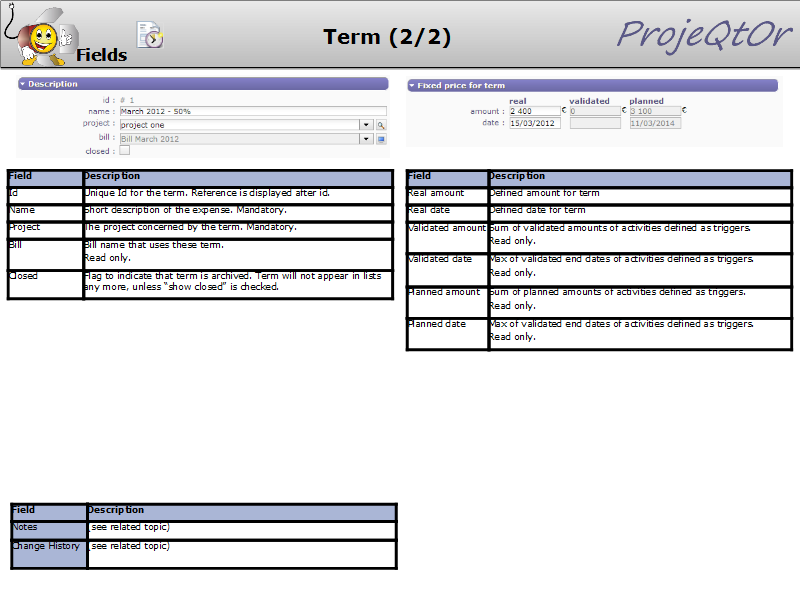 Fields
Term (2/2)
ProjeQtOr
Description
id : # 1
name : March 2012 - 50%
project : project one
bill : Bill March 2012
closed :
Fixed price for term
real validated planned
amount : 2 400 € 0 € 3 100 €
date : 15/03/2012 11/03/2014
Field Description
Id Unique Id for the term. Reference is displayed after id.
Name Short description of the expense. Mandatory.
Project The project concerned by the term. Mandatory.
Bill Bill name that uses these term.
Read only.
Closed Flag to indicate that term is archived. Term will not appear in lists
any more, unless “show closed” is checked.
Field Description
Real amount Defined amount for term
Real date Defined date for term
Validated amount Sum of validated amounts of activities defined as triggers.
Read only.
Validated date Max of validated end dates of activities defined as triggers.
Read only.
Planned amount Sum of planned amounts of activities defined as triggers.
Read only.
Planned date Max of validated end dates of activities defined as triggers.
Read only.
Field Description
Notes (see related topic)
Change History (see related topic)